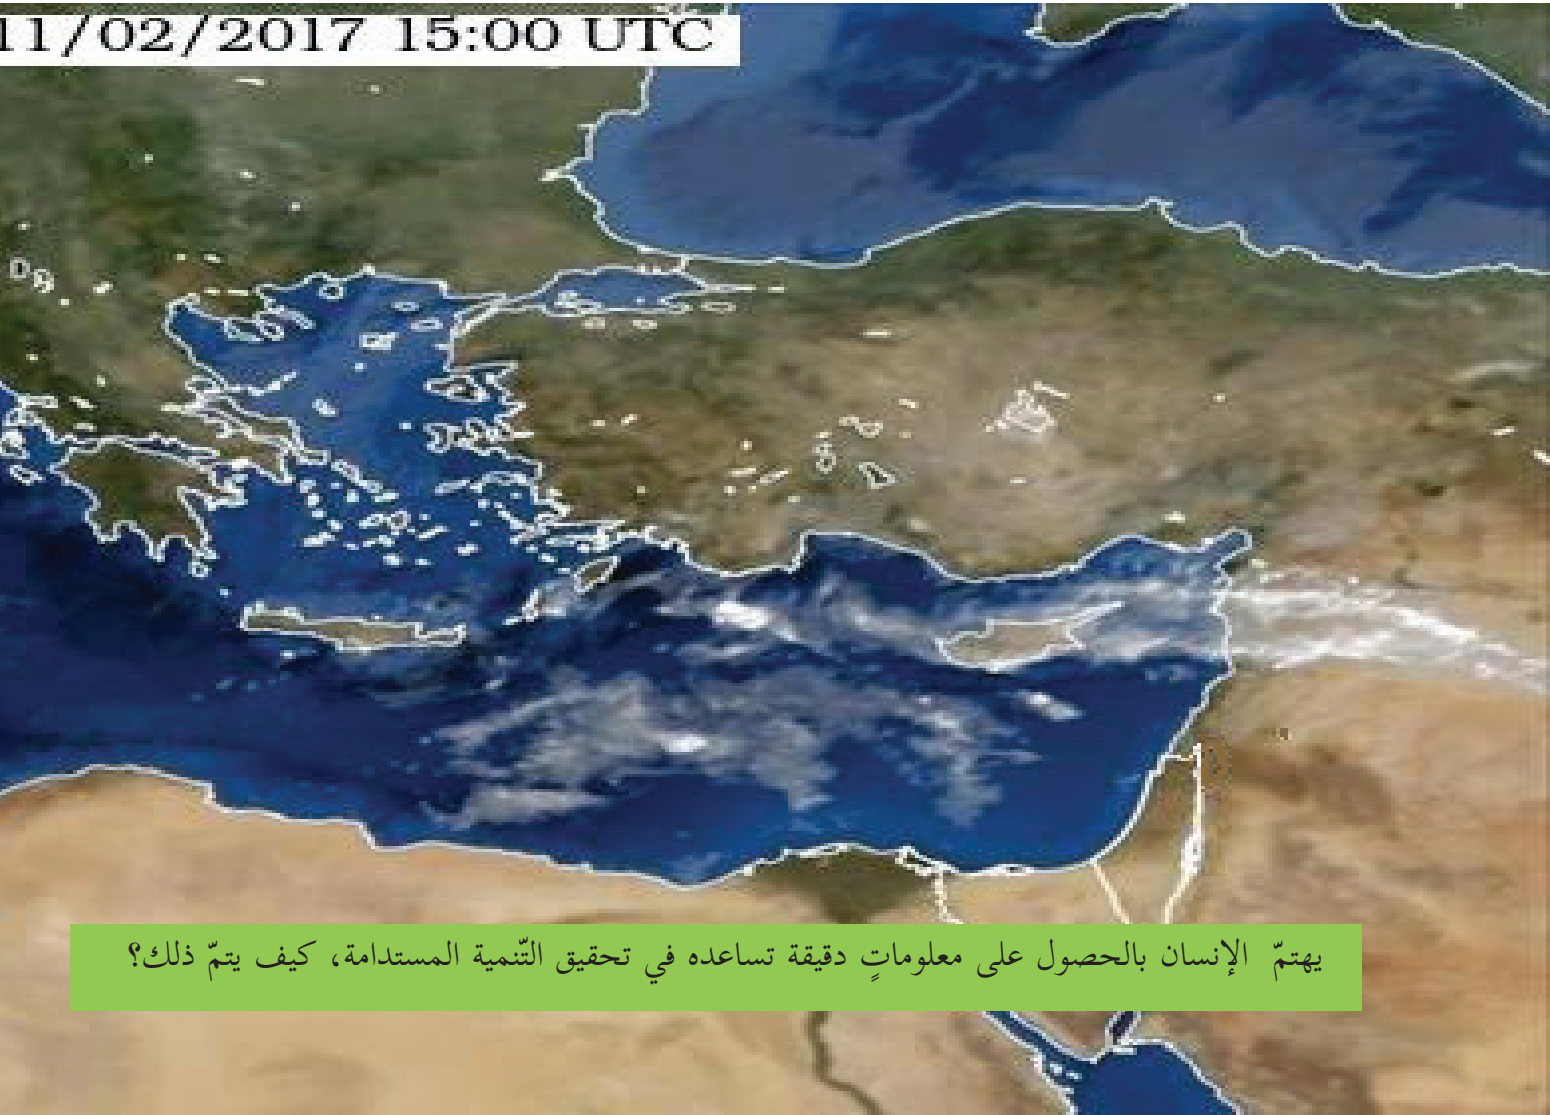 11/02/2017 15:00 UTC
يهتمّ الإنسان بالحصول على معلوماتٍ دقيقة تساعده في تحقيق التّنمية المستدامة، كيف يتمّ ذلك؟